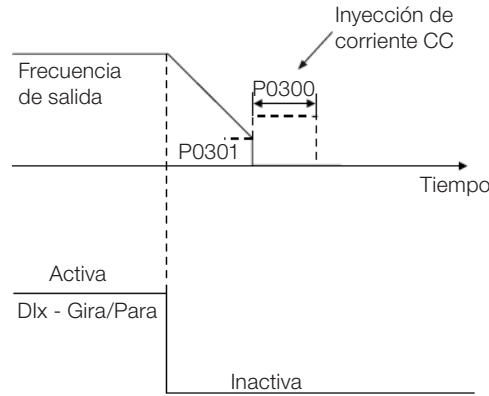 Inyección de
corriente CC
Frecuencia
de salida
P0300
P0301
Tiempo
Activa
DIx - Gira/Para
Inactiva